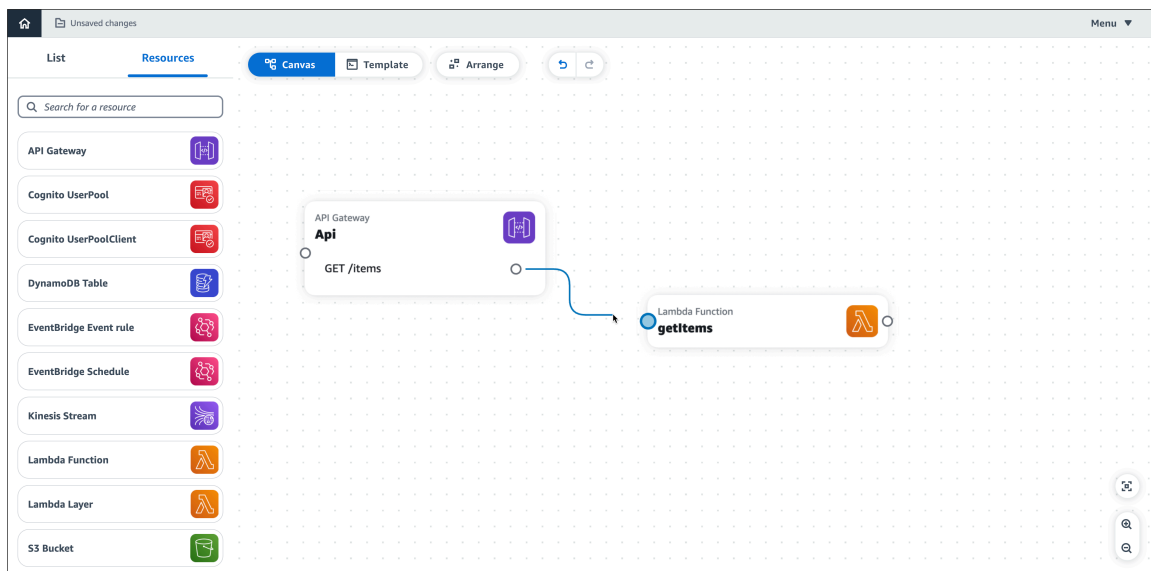 Unsaved changes
Menu ▼
List
Resources
Canvas
Template
Arrange
Search for a resource
API Gateway
Cognito UserPool
Cognito UserPoolClient
DynamoDB Table
EventBridge Event rule
EventBridge Schedule
Kinesis Stream
Lambda Function
Lambda Layer
S3 Bucket
API Gateway
Api
GET /items
Lambda Function
getItems